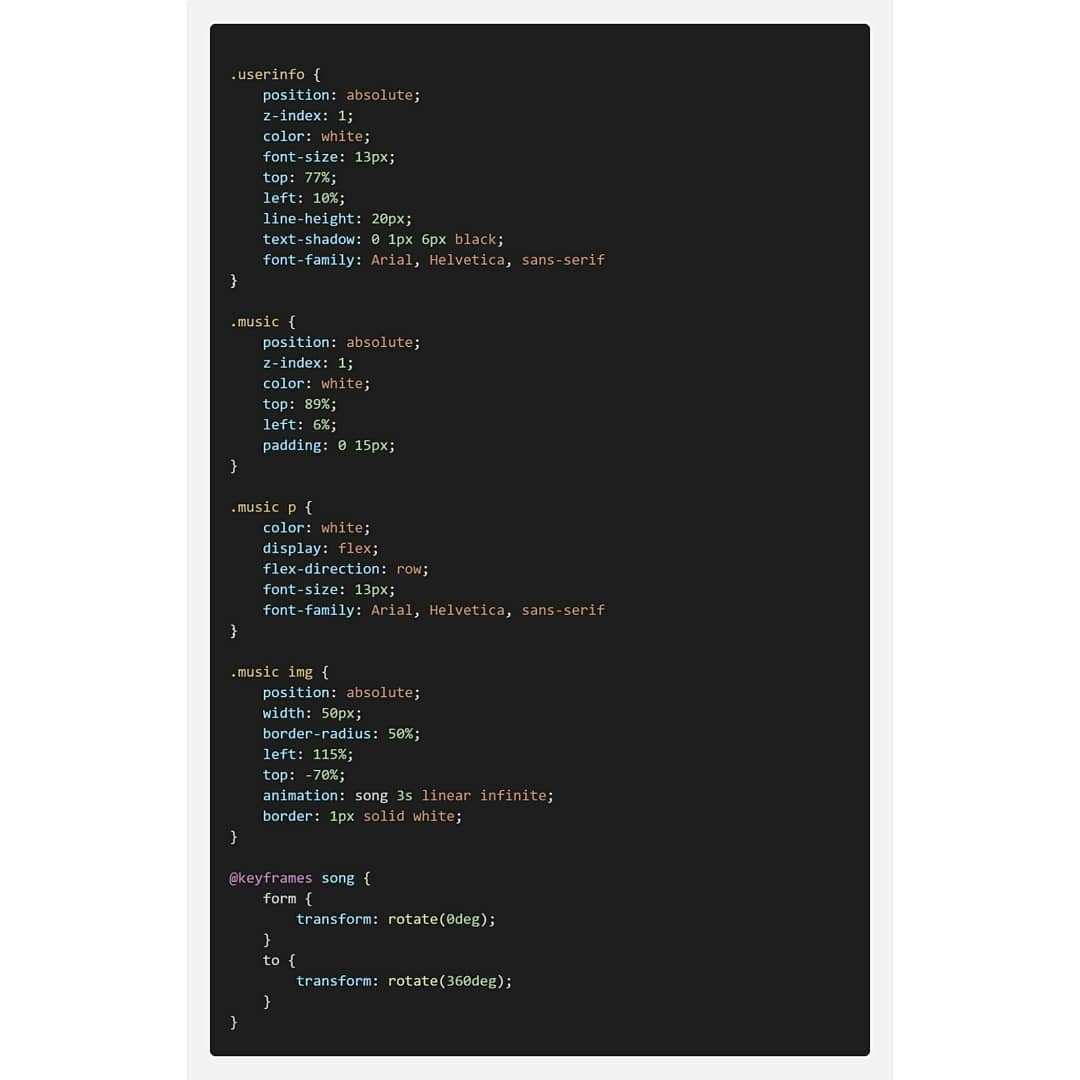 .userinfo {
    position: absolute;
    z-index: 1;
    color: white;
    font-size: 13px;
    top: 77%;
    left: 10%;
    line-height: 20px;
    text-shadow: 0 1px 6px black;
    font-family: Arial, Helvetica, sans-serif
}

.music {
    position: absolute;
    z-index: 1;
    color: white;
    top: 89%;
    left: 6%;
    padding: 0 15px;
}

.music p {
    color: white;
    display: flex;
    flex-direction: row;
    font-size: 13px;
    font-family: Arial, Helvetica, sans-serif
}

.music img {
    position: absolute;
    width: 50px;
    border-radius: 50%;
    left: 115%;
    top: -70%;
    animation: song 3s linear infinite;
    border: 1px solid white;
}

@keyframes song {
    form {
        transform: rotate(0deg);
    }
    to {
        transform: rotate(360deg);
    }
}